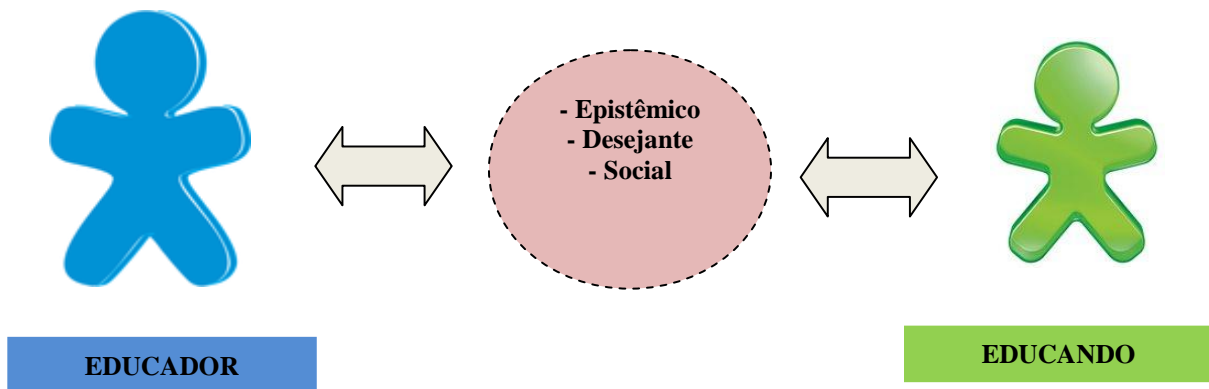 - Epistêmico
- Desejante
- Social
EDUCADOR
EDUCANDO